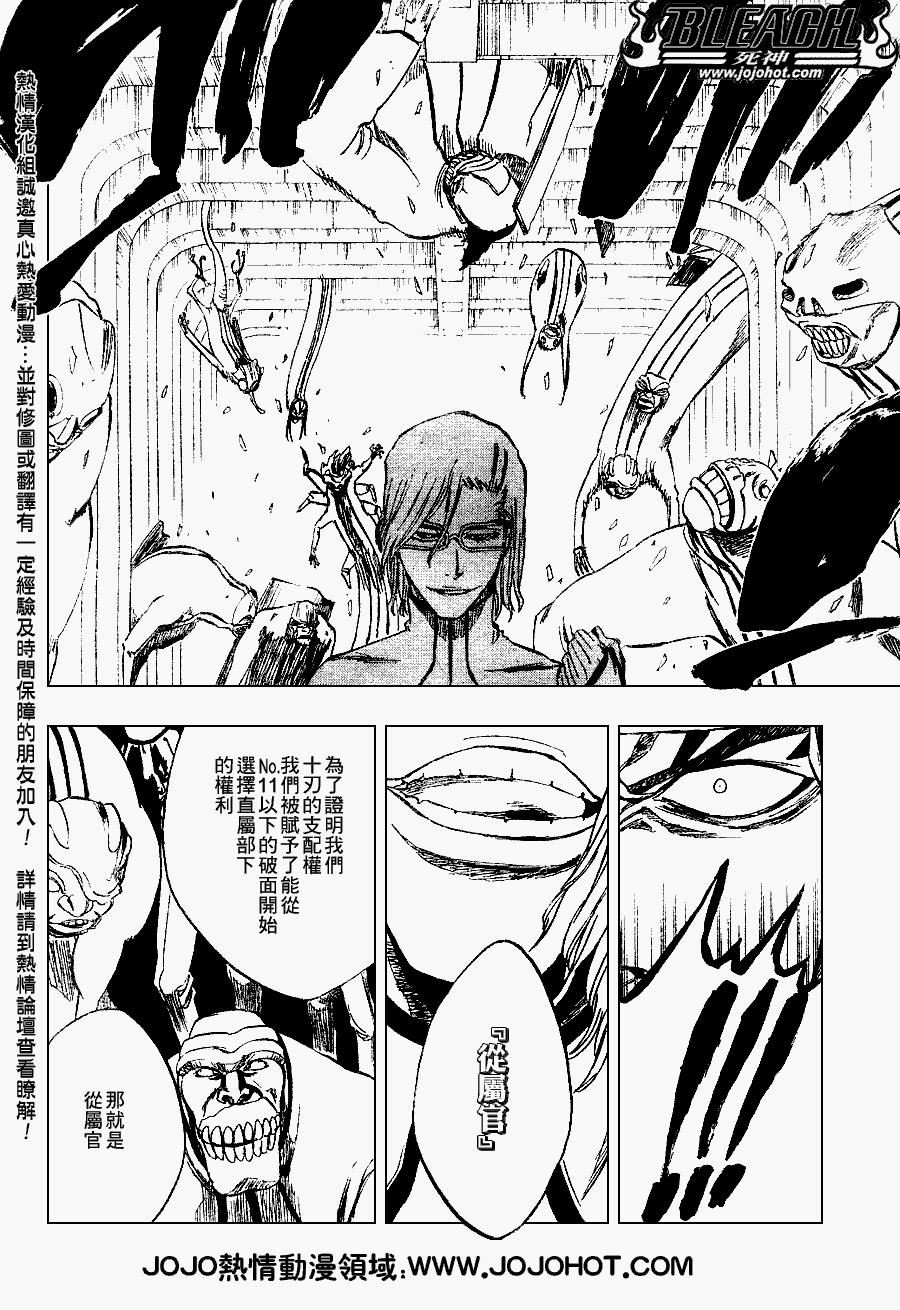 BLEACH
死神
www.jojohot.com
熱情漢化組誠邀真心熱愛動漫…並對修圖或翻譯有一定經驗及時間保障的朋友加入！ 詳情請到熱情論壇查看瞭解！
!!!
『從屬官』
為了證明我們
十刃的支配權
我們被賦予了能從
No.11以下的破面開始
選擇直屬部下
的權利
那就是
從屬官
JOJO熱情動漫領域:WWW.JOJOHOT.COM